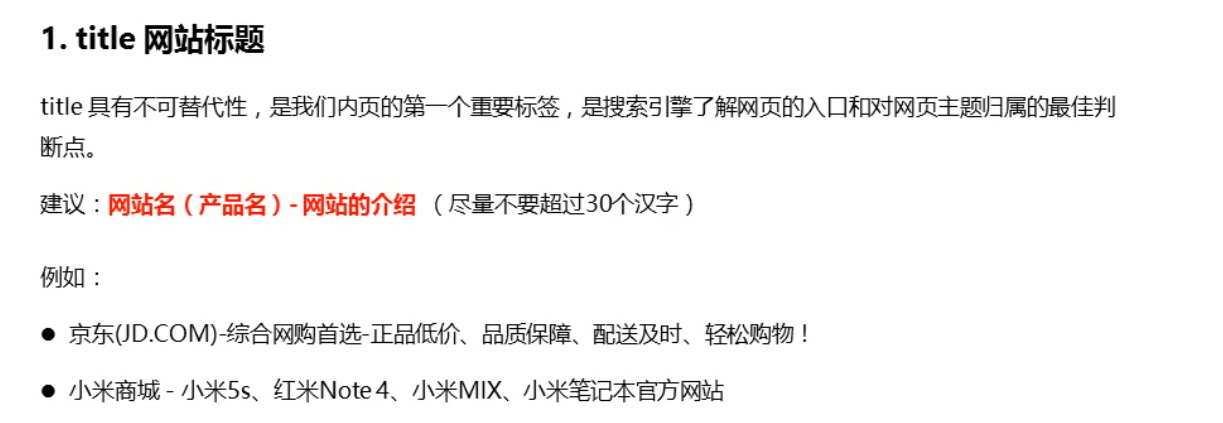 1. title 网站标题
title 具有不可替代性，是我们内页的第一个重要标签，是搜索引擎了解网页的入口和对网页主题归属的最佳判
断点。
建议：网站名（产品名）- 网站的介绍 （尽量不要超过30个汉字）
例如：
● 京东(JD.COM)-综合网购首选-正品低价、品质保障、配送及时、轻松购物！
● 小米商城 - 小米5s、红米Note 4、小米MIX、小米笔记本官方网站